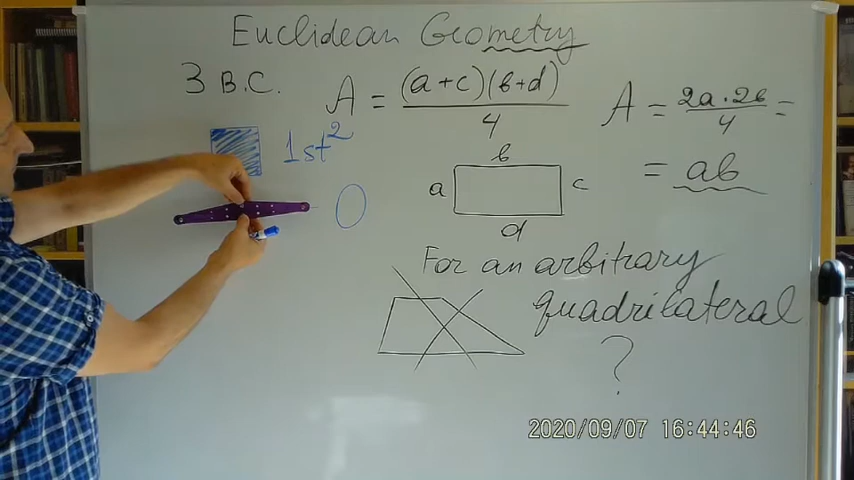 Euclidean Geometry
3 B.C.
A = (a+c)(b+d)/4
A = 2a·2b/4 =
= ab
1st²
0
b
a
c
d
For an arbitrary
quadrilateral
?
2020/09/07 16:44:46